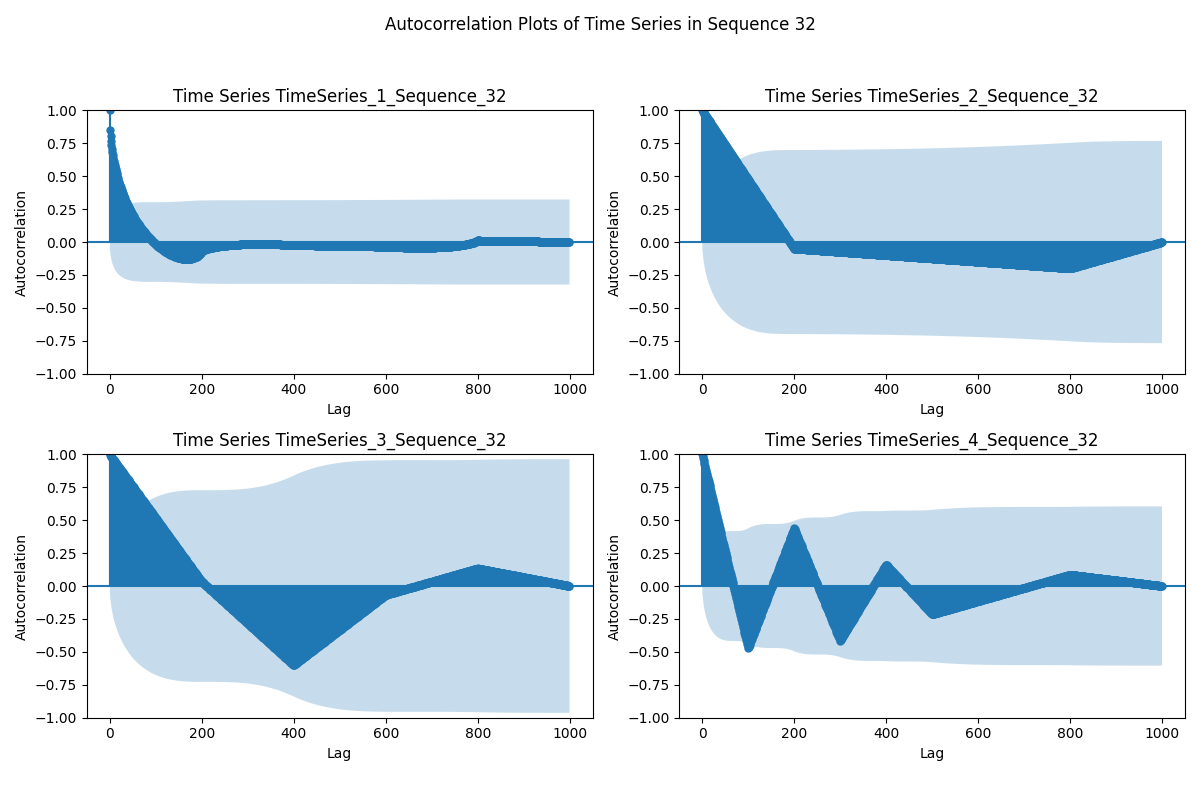 Autocorrelation Plots of Time Series in Sequence 32
Time Series TimeSeries_1_Sequence_32
Time Series TimeSeries_2_Sequence_32
1.00
0.75
0.50
0.25
0.00
−0.25
−0.50
−0.75
−1.00
Autocorrelation
0 200 400 600 800 1000
Lag
1.00
0.75
0.50
0.25
0.00
−0.25
−0.50
−0.75
−1.00
Autocorrelation
0 200 400 600 800 1000
Lag
Time Series TimeSeries_3_Sequence_32
Time Series TimeSeries_4_Sequence_32
1.00
0.75
0.50
0.25
0.00
−0.25
−0.50
−0.75
−1.00
Autocorrelation
0 200 400 600 800 1000
Lag
1.00
0.75
0.50
0.25
0.00
−0.25
−0.50
−0.75
−1.00
Autocorrelation
0 200 400 600 800 1000
Lag